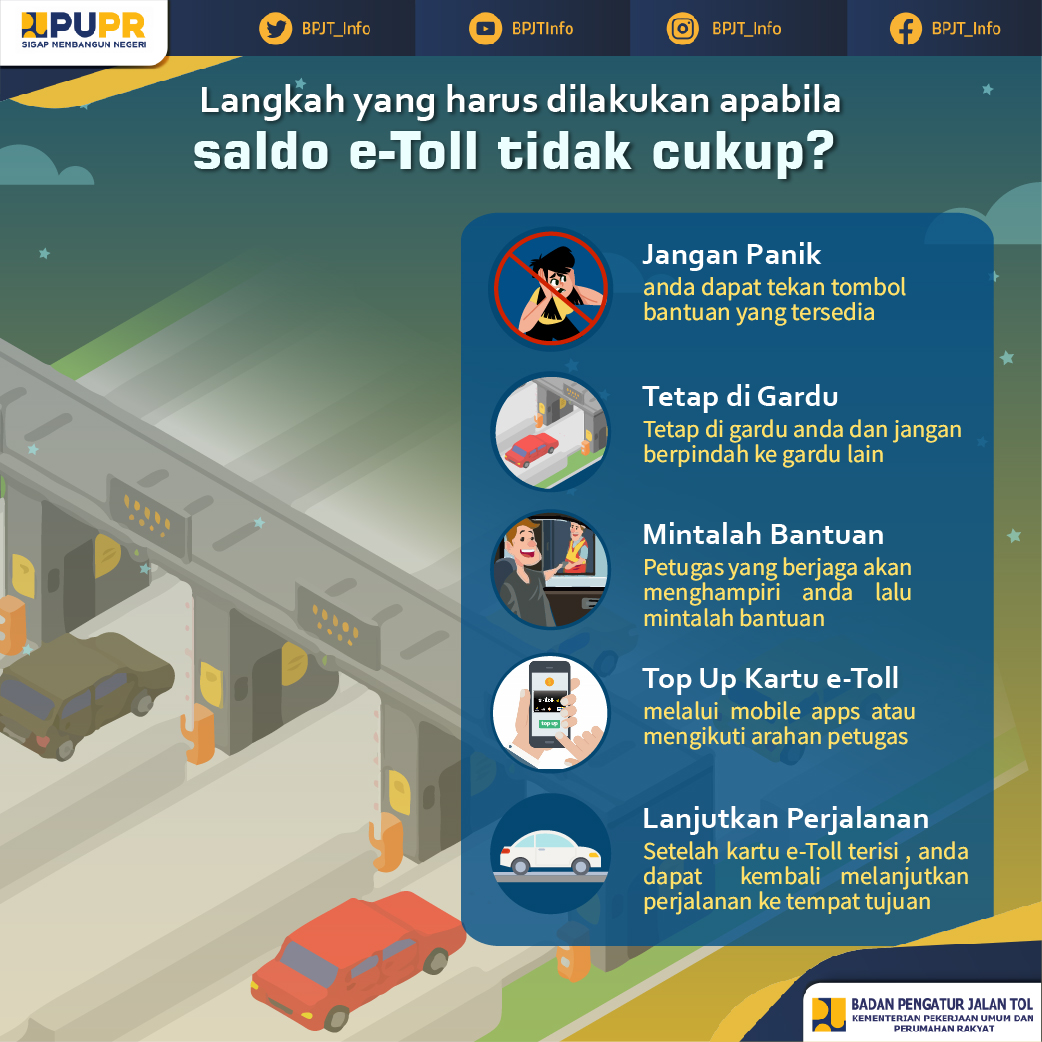 PUPR
SIGAP MEMBANGUN NEGERI
BPJT_Info
BPJTInfo
BPJT_Info
BPJT_Info
Langkah yang harus dilakukan apabila
saldo e-Toll tidak cukup?
Jangan Panik
anda dapat tekan tombol
bantuan yang tersedia
Tetap di Gardu
Tetap di gardu anda dan jangan
berpindah ke gardu lain
Mintalah Bantuan
Petugas yang berjaga akan
menghampiri anda lalu
mintalah bantuan
top up
Top Up Kartu e-Toll
melalui mobile apps atau
mengikuti arahan petugas
Lanjutkan Perjalanan
Setelah kartu e-Toll terisi , anda
dapat kembali melanjutkan
perjalanan ke tempat tujuan
BADAN PENGATUR JALAN TOL
KEMENTERIAN PEKERJAAN UMUM DAN
PERUMAHAN RAKYAT